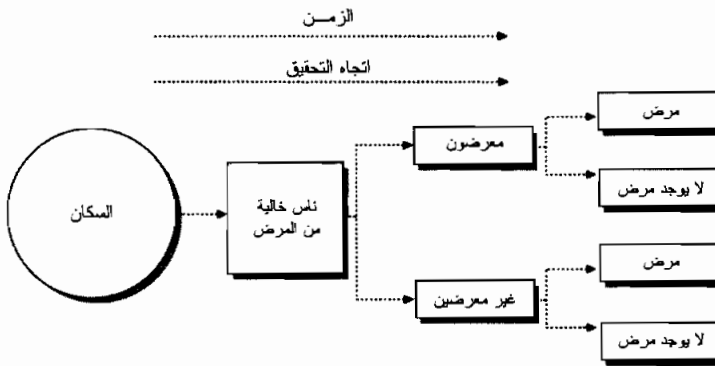 الزمـــن
اتجاه التحقيق
السكان
ناس خالية
من المرض
معرضون
غير معرضين
مرض
لا يوجد مرض
مرض
لا يوجد مرض